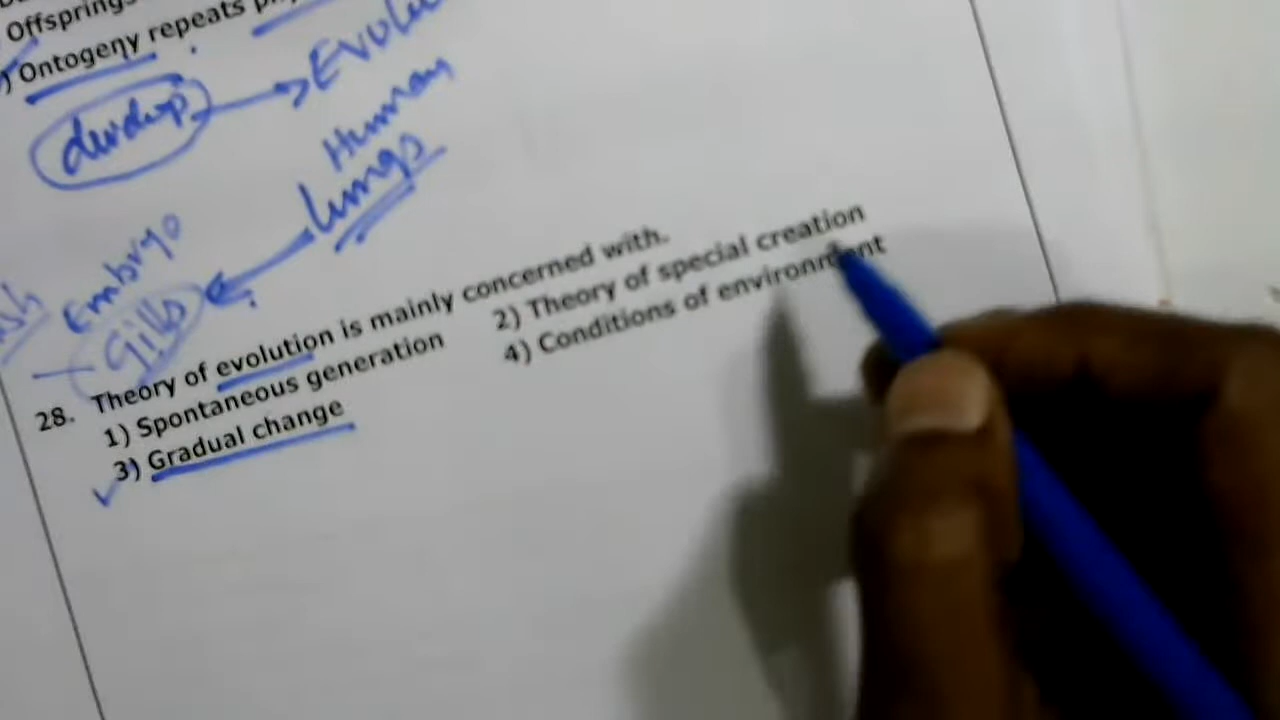 Offsprings
) Ontogeny repeats
develop → Evolu
Human
lungs
Embryo
Gills
28. Theory of evolution is mainly concerned with.
1) Spontaneous generation 2) Theory of special creation
3) Gradual change 4) Conditions of environment